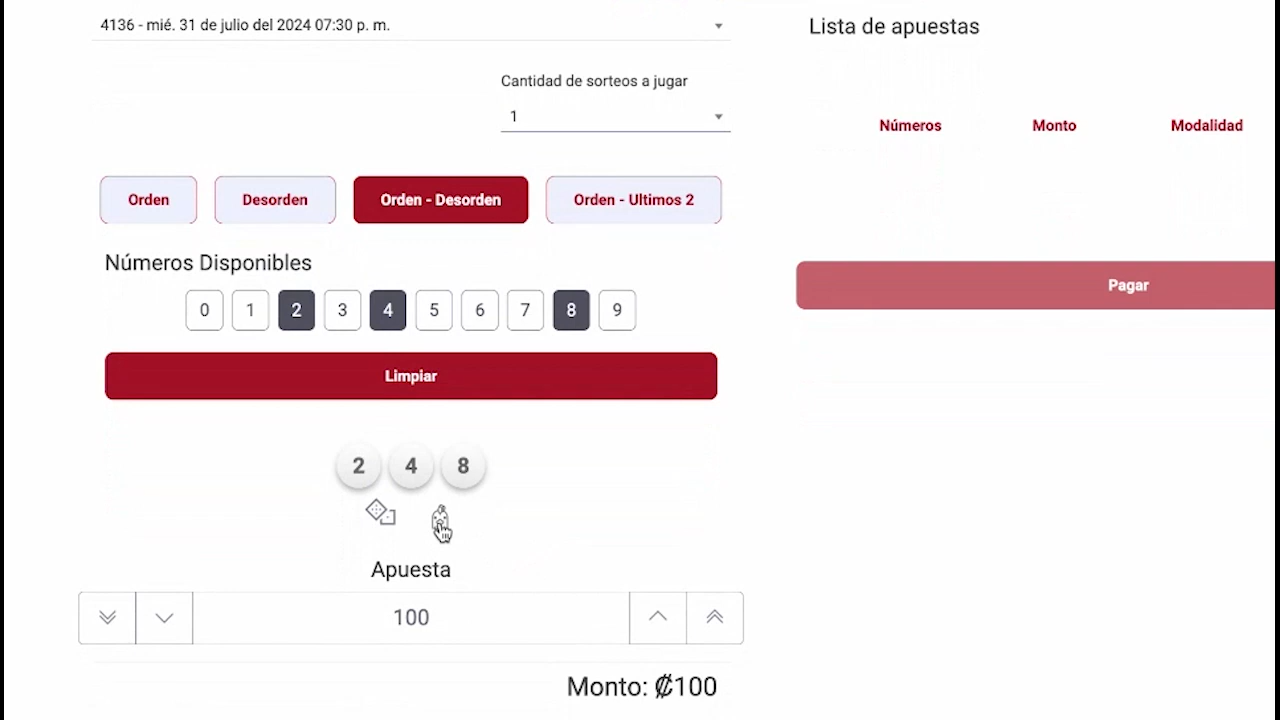 4136 - mié. 31 de julio del 2024 07:30 p. m.
Cantidad de sorteos a jugar
1
Orden
Desorden
Orden - Desorden
Orden - Ultimos 2
Números Disponibles
0 1 2 3 4 5 6 7 8 9
Limpiar
2 4 8
Apuesta
100
Monto: ₡100
Lista de apuestas
Números Monto Modalidad
Pagar